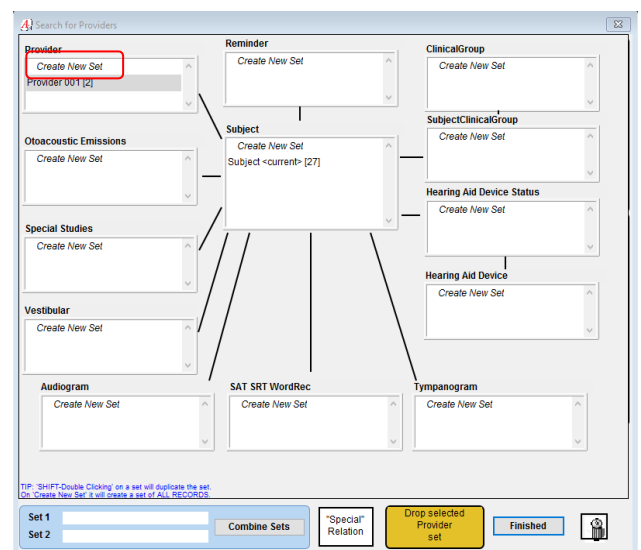 Search for Providers
Provider
Create New Set
Provider 001 [2]
Reminder
Create New Set
ClinicalGroup
Create New Set
Otoacoustic Emissions
Create New Set
Subject
Create New Set
Subject <current> [27]
SubjectClinicalGroup
Create New Set
Special Studies
Create New Set
Hearing Aid Device Status
Create New Set
Vestibular
Create New Set
Hearing Aid Device
Create New Set
Audiogram
Create New Set
SAT SRT WordRec
Create New Set
Tympanogram
Create New Set
TIP: 'SHIFT-Double Clicking' on a set will duplicate the set.
On 'Create New Set' it will create a set of ALL RECORDS.
Set 1
Set 2
Combine Sets
"Special"
Relation
Drop selected
Provider
set
Finished